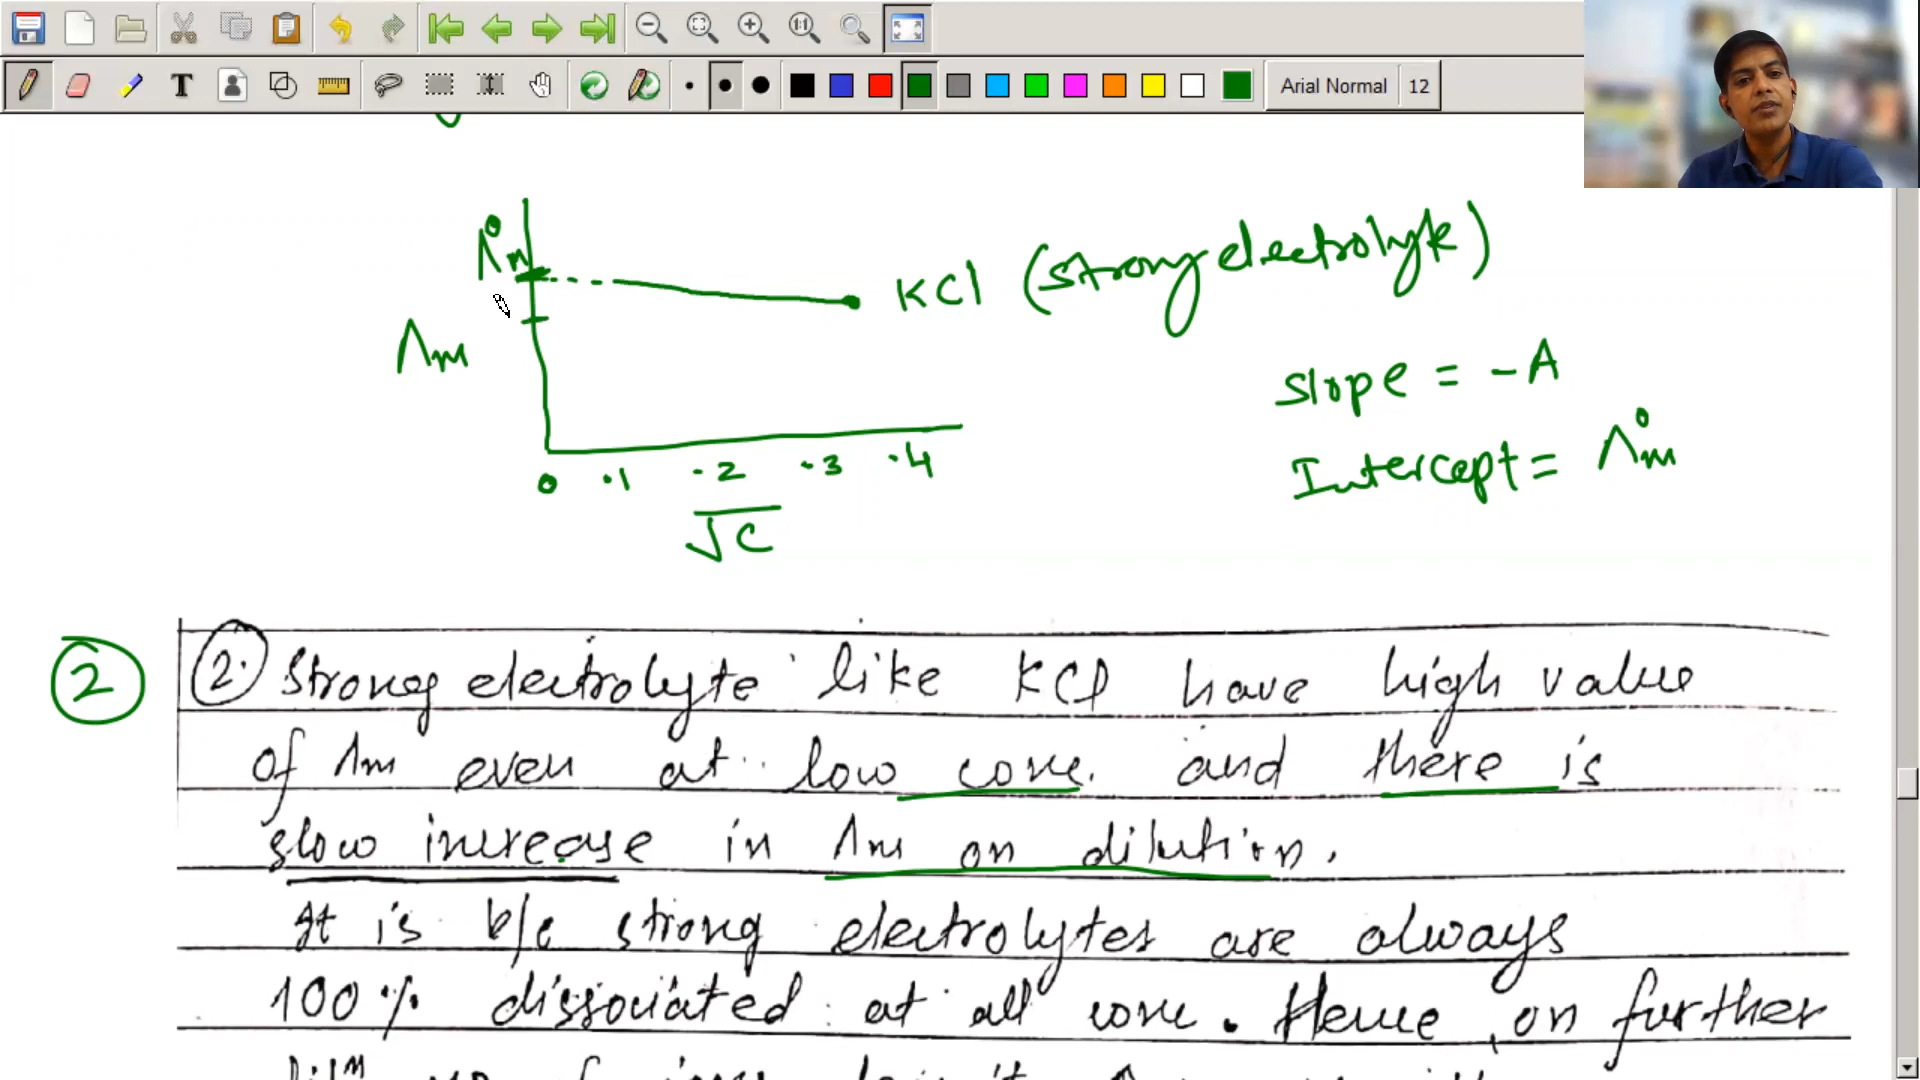 Arial Normal 12
Λ°m
KCl (strong electrolyte)
Λm
slope = -A
Intercept = Λ°m
0 .1 .2 .3 .4
√C
2
2. Strong electrolyte like KCl have high value
of Λm even at low conc. and there is
slow increase in Λm on dilution.
It is b/c strong electrolytes are always
100% dissociated at all conc. Hence, on further